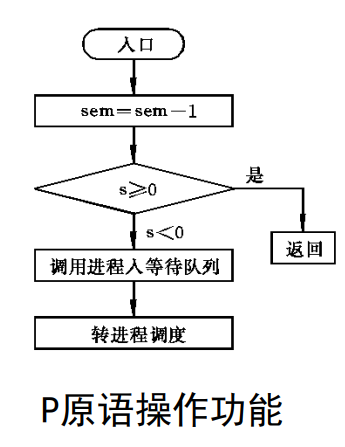 入口
sem=sem-1
s≥0
是
s<0
返回
调用进程入等待队列
转进程调度
P原语操作功能